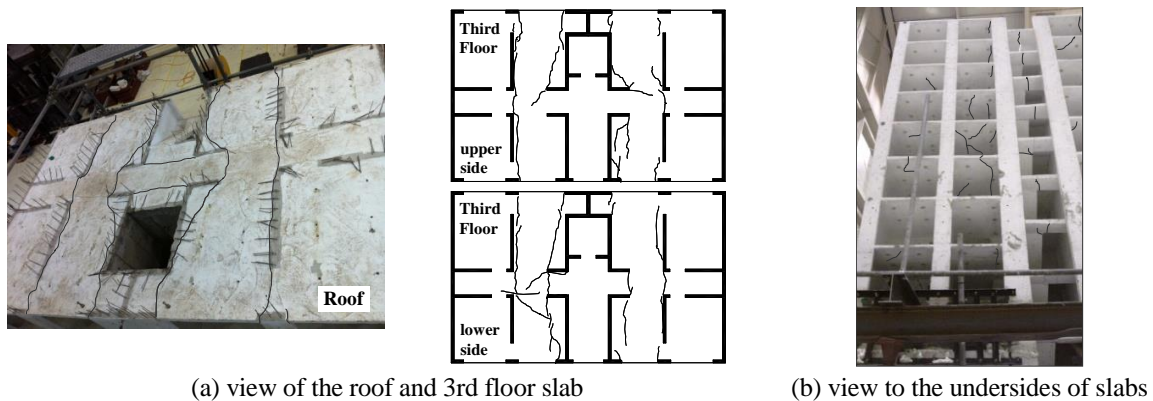 Third
Floor
upper
side
Third
Floor
lower
side
Roof
(a) view of the roof and 3rd floor slab
(b) view to the undersides of slabs